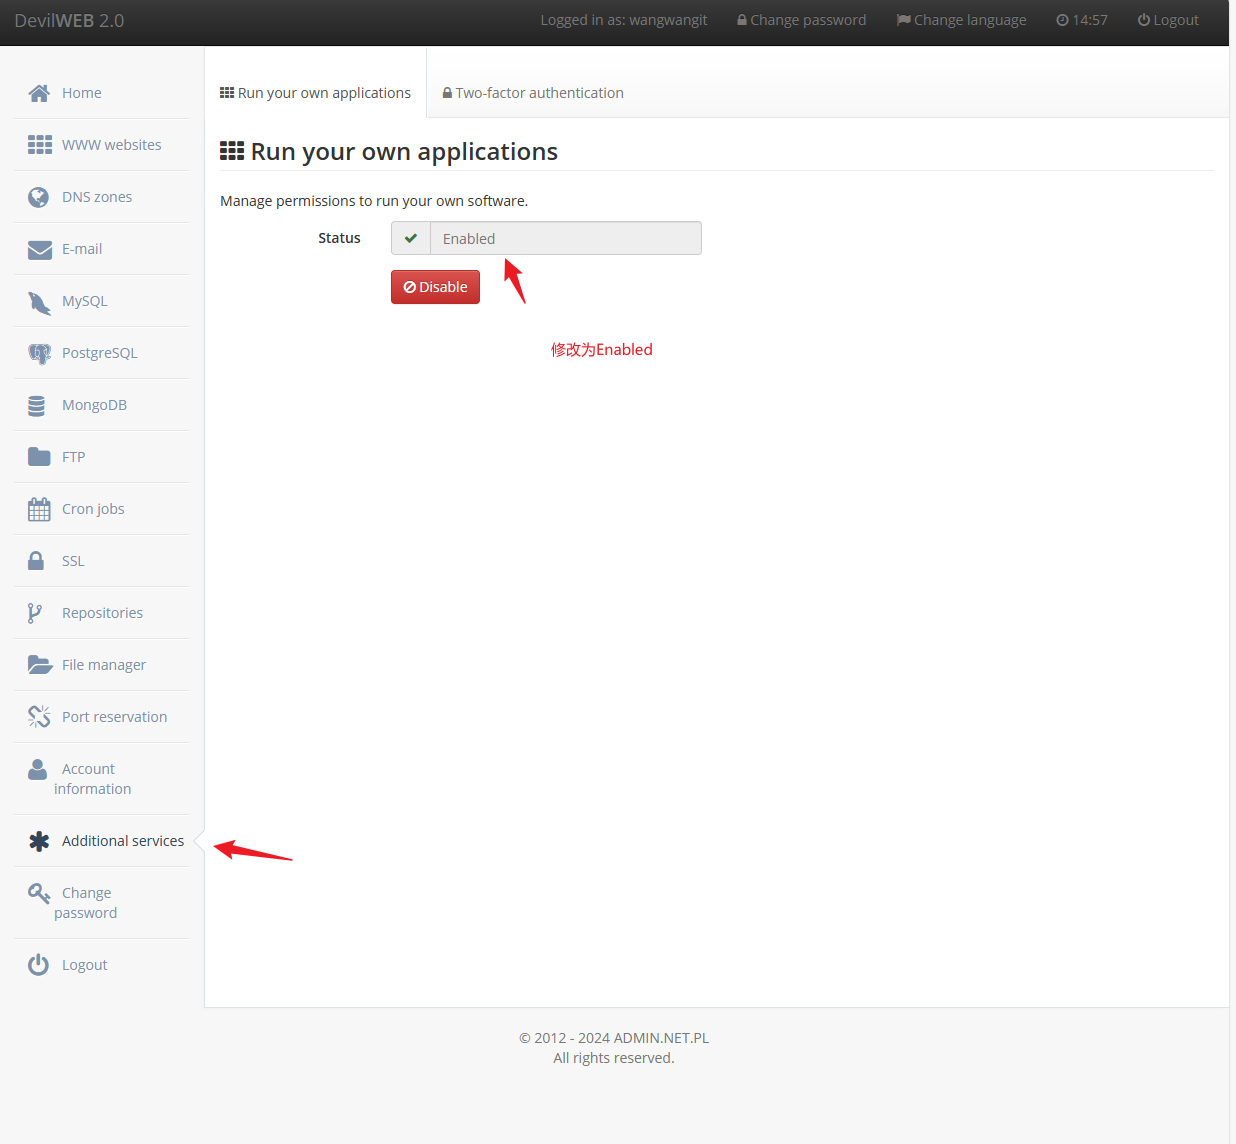 DevilWEB 2.0
Logged in as: wangwangit
Change password
Change language
14:57
Logout
Home
WWW websites
DNS zones
E-mail
MySQL
PostgreSQL
MongoDB
FTP
Cron jobs
SSL
Repositories
File manager
Port reservation
Account
information
Additional services
Change
password
Logout
Run your own applications
Two-factor authentication
Run your own applications
Manage permissions to run your own software.
Status
Enabled
Disable
修改为Enabled
© 2012 - 2024 ADMIN.NET.PL
All rights reserved.